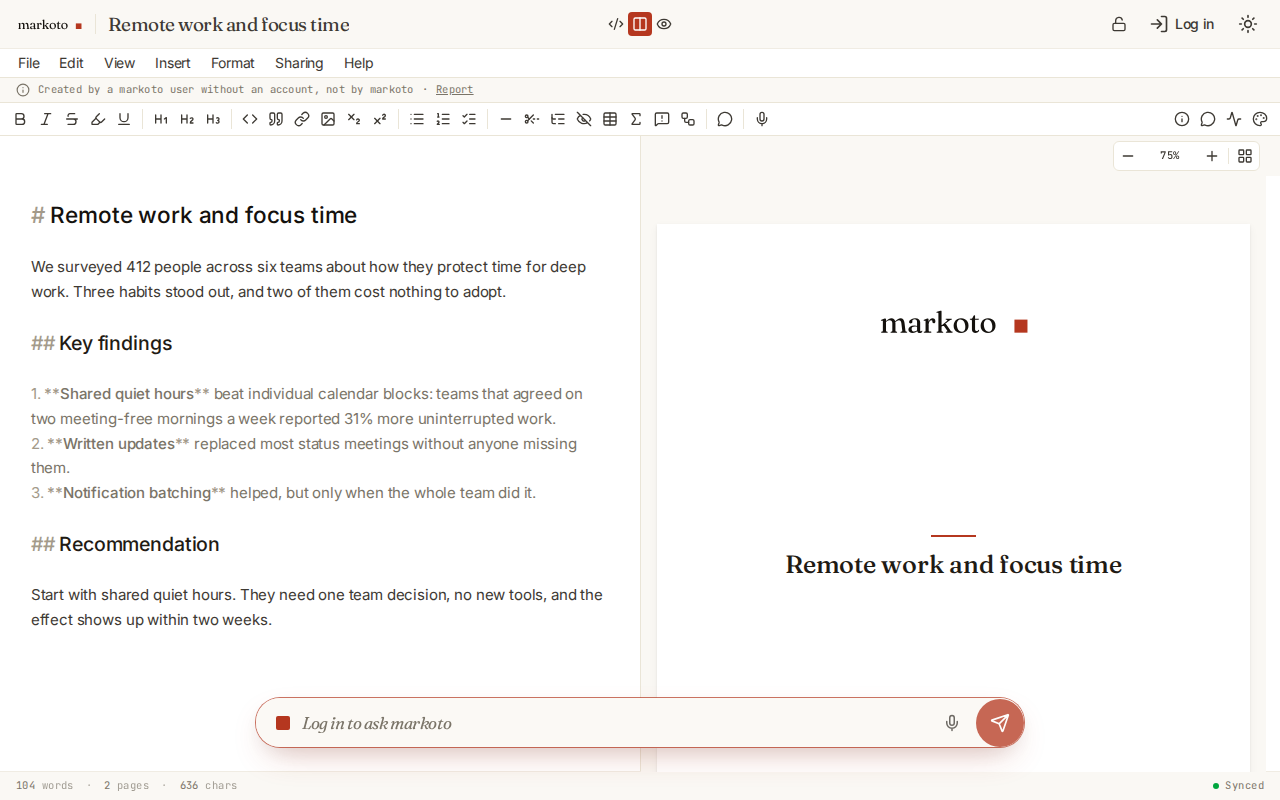 markoto
Remote work and focus time
Log in
File Edit View Insert Format Sharing Help
Created by a markoto user without an account, not by markoto · Report
H1 H2 H3
75%
# Remote work and focus time
We surveyed 412 people across six teams about how they protect time for deep
work. Three habits stood out, and two of them cost nothing to adopt.
## Key findings
1. **Shared quiet hours** beat individual calendar blocks: teams that agreed on
two meeting-free mornings a week reported 31% more uninterrupted work.
2. **Written updates** replaced most status meetings without anyone missing
them.
3. **Notification batching** helped, but only when the whole team did it.
## Recommendation
Start with shared quiet hours. They need one team decision, no new tools, and the
effect shows up within two weeks.
markoto
Remote work and focus time
Log in to ask markoto
104 words · 2 pages · 636 chars
Synced